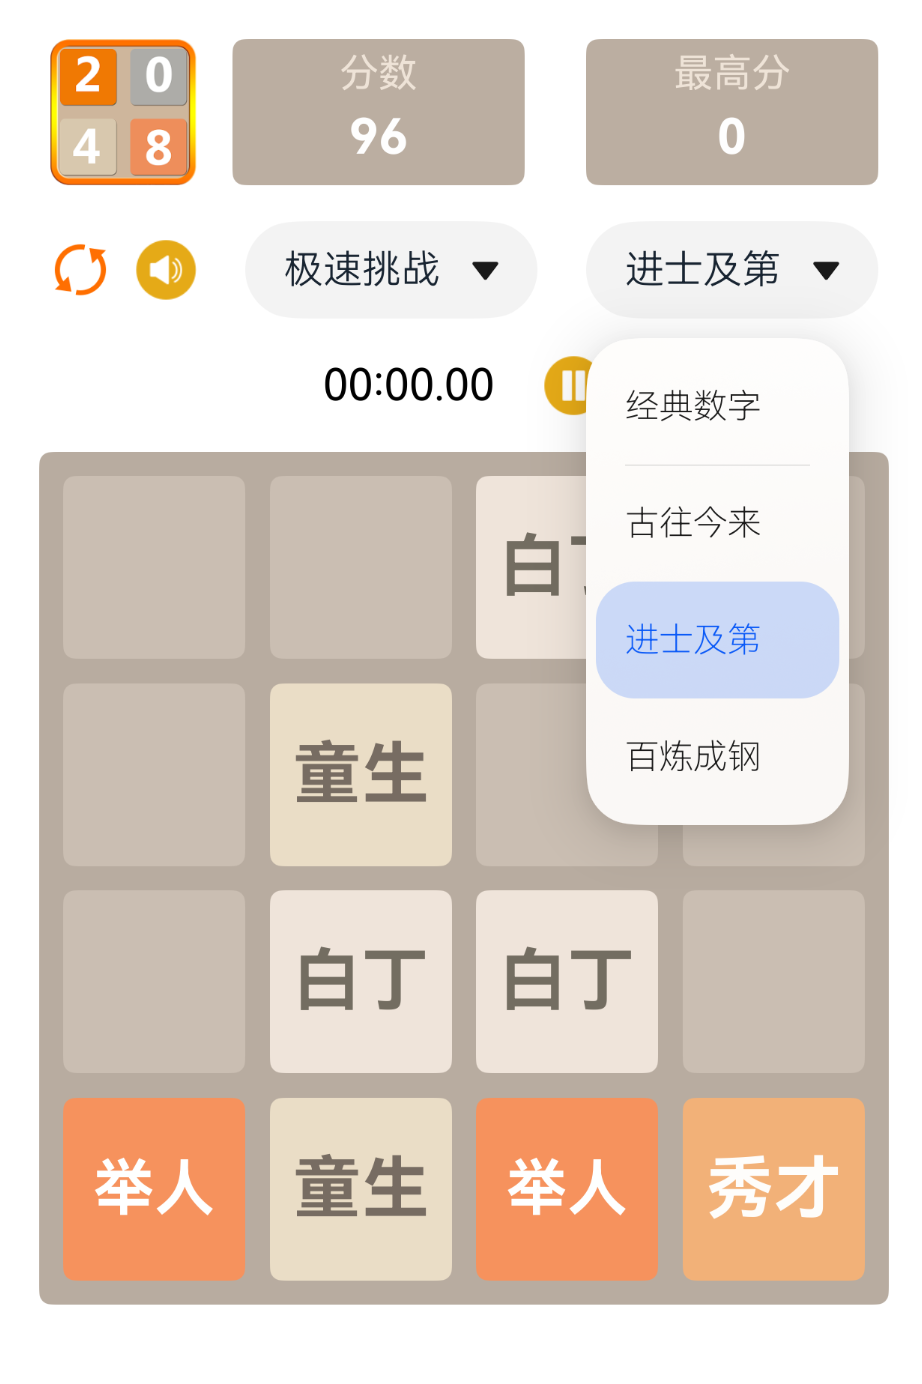 2 0
4 8
分数
96
最高分
0
极速挑战
进士及第
00:00.00
经典数字
古往今来
进士及第
百炼成钢
白
童生
白丁 白丁
举人 童生 举人 秀才